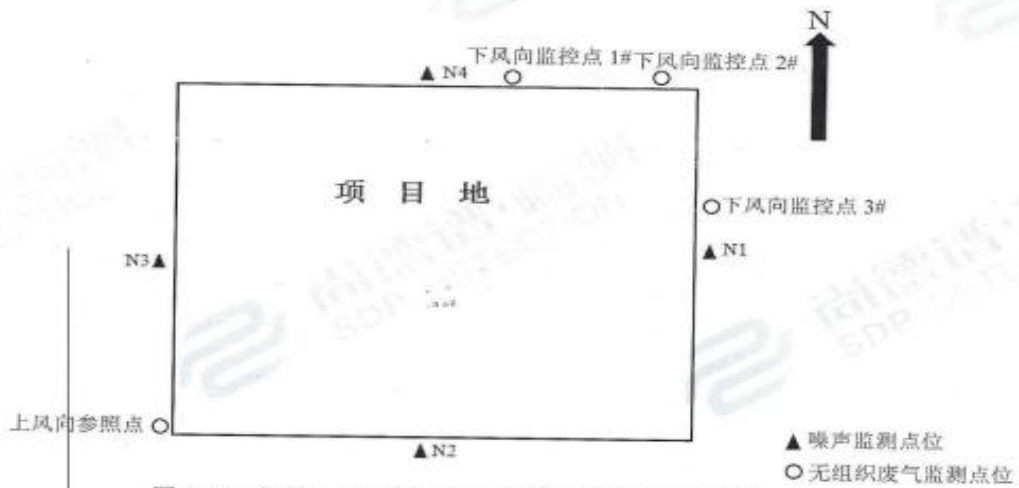 N
下风向监控点 1# 下风向监控点 2#
▲ N4
项 目 地
下风向监控点 3#
▲ N1
N3▲
上风向参照点
▲ N2
▲ 噪声监测点位
○ 无组织废气监测点位